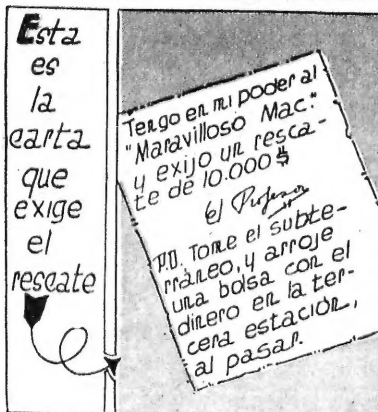 Esta
es
la
carta
que
exige
el
rescate
Tengo en mi poder al
"Maravilloso Mac."
y exijo un resca-
te de 10.000 $
el Profesor
P.D. Tome el subte-
rráneo, y arroje
una bolsa con el
dinero en la ter-
cera estación,
al pasar.